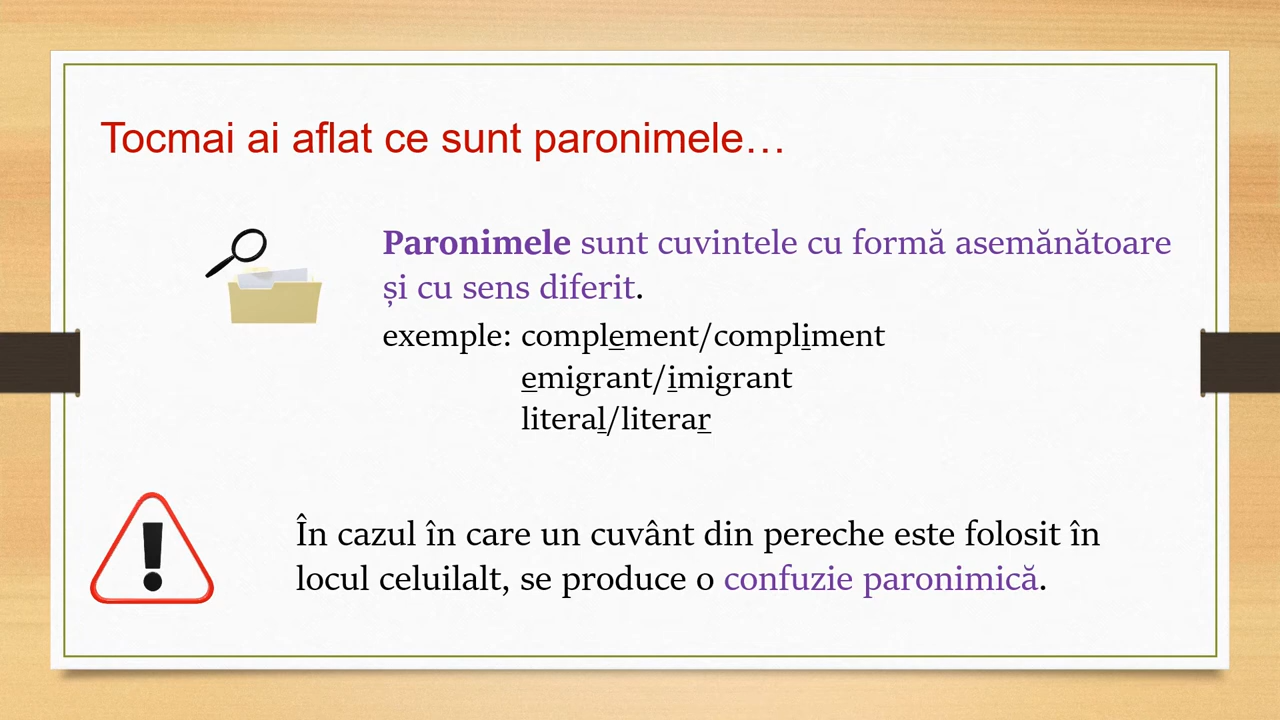 Tocmai ai aflat ce sunt paronimele…
Paronimele sunt cuvintele cu formă asemănătoare
și cu sens diferit.
exemple: complement/compliment
emigrant/imigrant
literal/literar
În cazul în care un cuvânt din pereche este folosit în
locul celuilalt, se produce o confuzie paronimică.